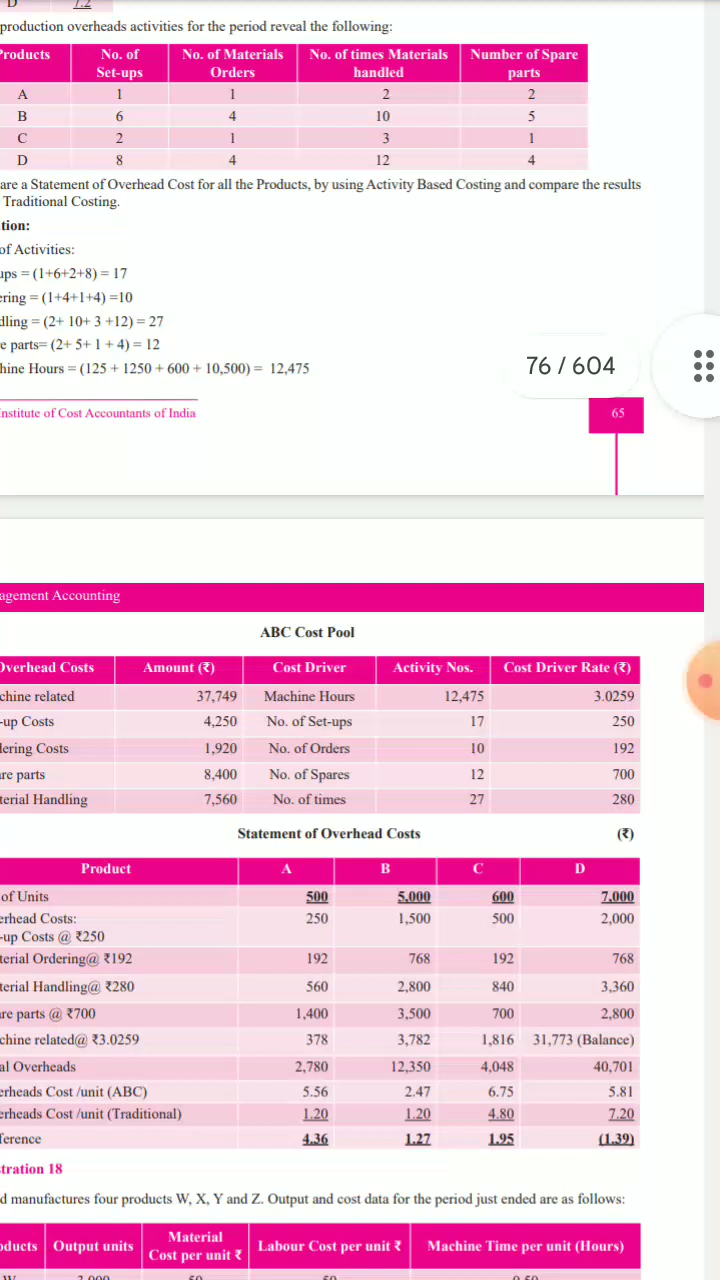 D 7.2
production overheads activities for the period reveal the following:
Products No. of Set-ups No. of Materials Orders No. of times Materials handled Number of Spare parts
A 1 1 2 2
B 6 4 10 5
C 2 1 3 1
D 8 4 12 4
are a Statement of Overhead Cost for all the Products, by using Activity Based Costing and compare the results
Traditional Costing.
tion:
of Activities:
ups = (1+6+2+8) = 17
ering = (1+4+1+4) =10
dling = (2+ 10+ 3 +12) = 27
e parts= (2+ 5+ 1 + 4) = 12
hine Hours = (125 + 1250 + 600 + 10,500) = 12,475
76 / 604
Institute of Cost Accountants of India
65
agement Accounting
ABC Cost Pool
Overhead Costs Amount (₹) Cost Driver Activity Nos. Cost Driver Rate (₹)
chine related 37,749 Machine Hours 12,475 3.0259
-up Costs 4,250 No. of Set-ups 17 250
dering Costs 1,920 No. of Orders 10 192
are parts 8,400 No. of Spares 12 700
terial Handling 7,560 No. of times 27 280
Statement of Overhead Costs (₹)
Product A B C D
of Units 500 5,000 600 7,000
erhead Costs: 250 1,500 500 2,000
-up Costs @ ₹250
terial Ordering@ ₹192 192 768 192 768
terial Handling@ ₹280 560 2,800 840 3,360
are parts @ ₹700 1,400 3,500 700 2,800
chine related@ ₹3.0259 378 3,782 1,816 31,773 (Balance)
al Overheads 2,780 12,350 4,048 40,701
erheads Cost /unit (ABC) 5.56 2.47 6.75 5.81
erheads Cost /unit (Traditional) 1.20 1.20 4.80 7.20
ference 4.36 1.27 1.95 (1.39)
stration 18
d manufactures four products W, X, Y and Z. Output and cost data for the period just ended are as follows:
oducts Output units Material Cost per unit ₹ Labour Cost per unit ₹ Machine Time per unit (Hours)